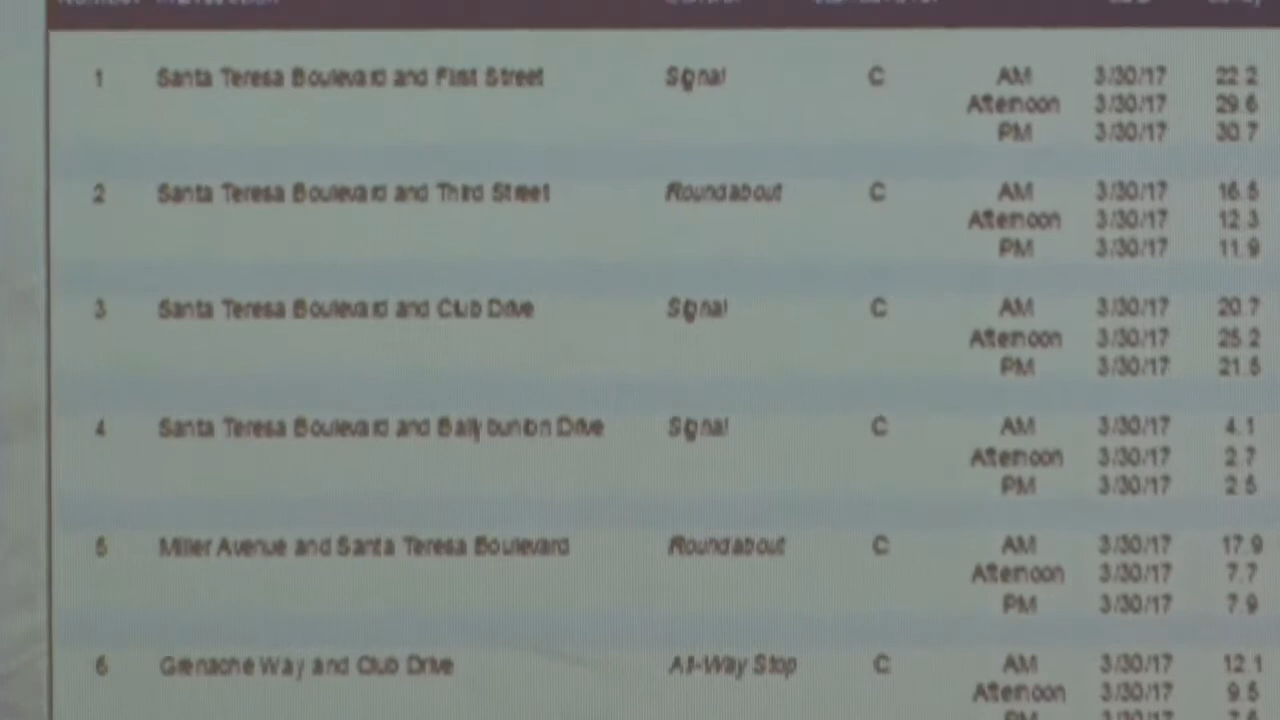 1 Santa Teresa Boulevard and First Street Signal C AM 3/30/17 22.2
Afternoon 3/30/17 29.6
PM 3/30/17 30.7
2 Santa Teresa Boulevard and Third Street Roundabout C AM 3/30/17 16.5
Afternoon 3/30/17 12.3
PM 3/30/17 11.9
3 Santa Teresa Boulevard and Club Drive Signal C AM 3/30/17 20.7
Afternoon 3/30/17 25.2
PM 3/30/17 21.5
4 Santa Teresa Boulevard and Ballybunion Drive Signal C AM 3/30/17 4.1
Afternoon 3/30/17 2.7
PM 3/30/17 2.5
5 Miller Avenue and Santa Teresa Boulevard Roundabout C AM 3/30/17 17.9
Afternoon 3/30/17 7.7
PM 3/30/17 7.9
6 Grenache Way and Club Drive All-Way Stop C AM 3/30/17 12.1
Afternoon 3/30/17 9.5
PM 3/30/17